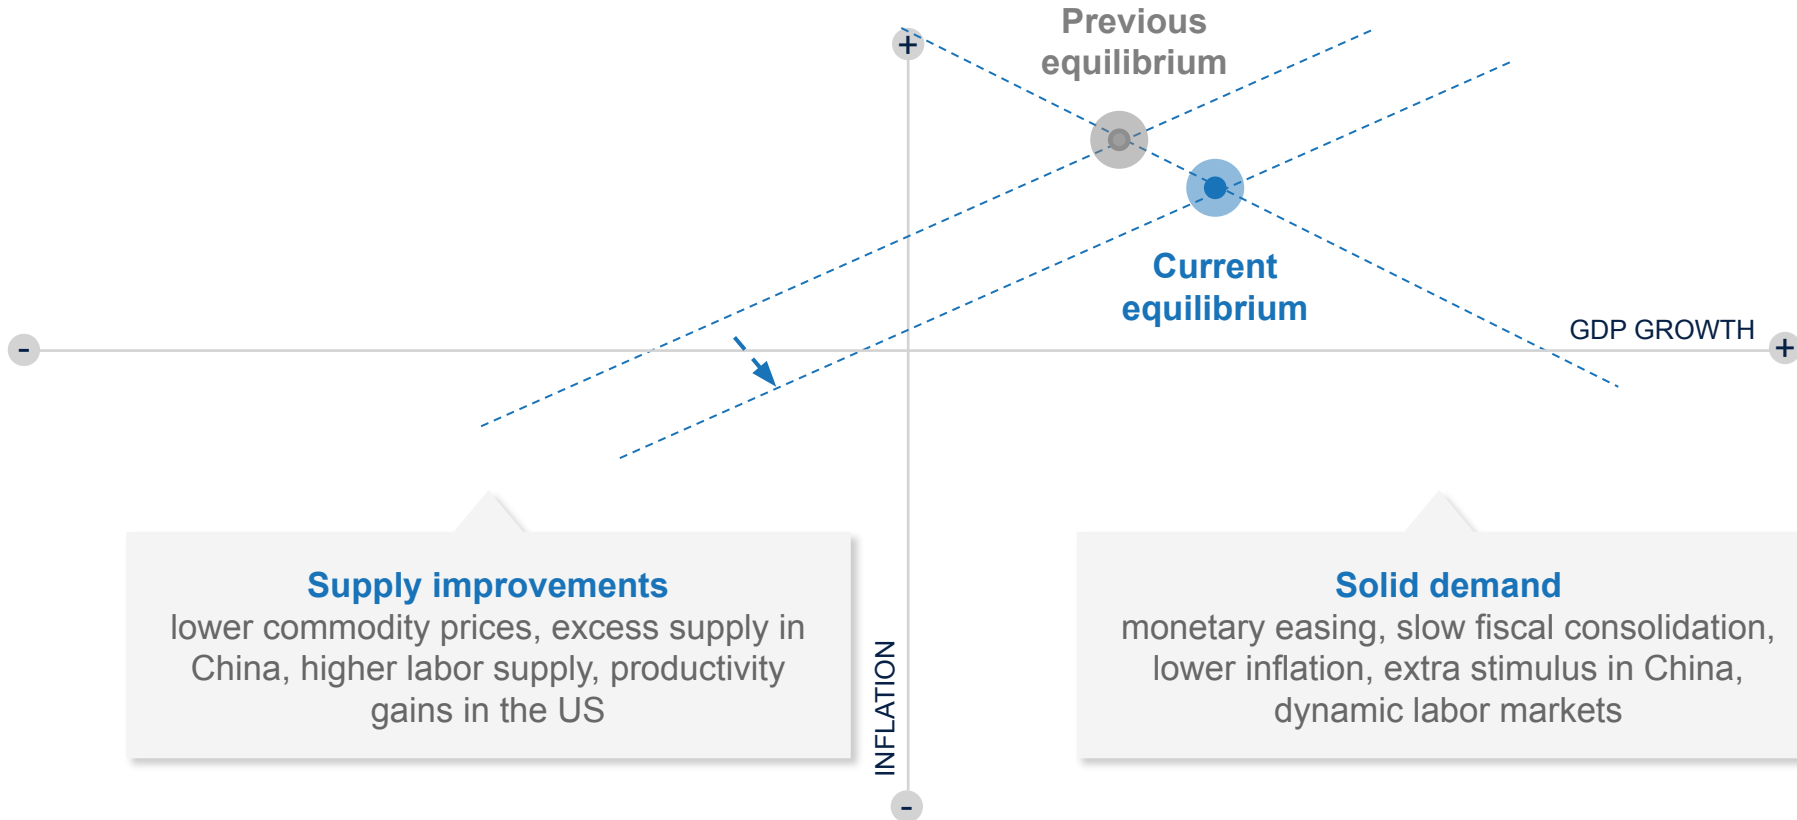 Previous
equilibrium
+
Current
equilibrium
GDP GROWTH
-
+
Supply improvements
lower commodity prices, excess supply in
China, higher labor supply, productivity
gains in the US
INFLATION
Solid demand
monetary easing, slow fiscal consolidation,
lower inflation, extra stimulus in China,
dynamic labor markets
-